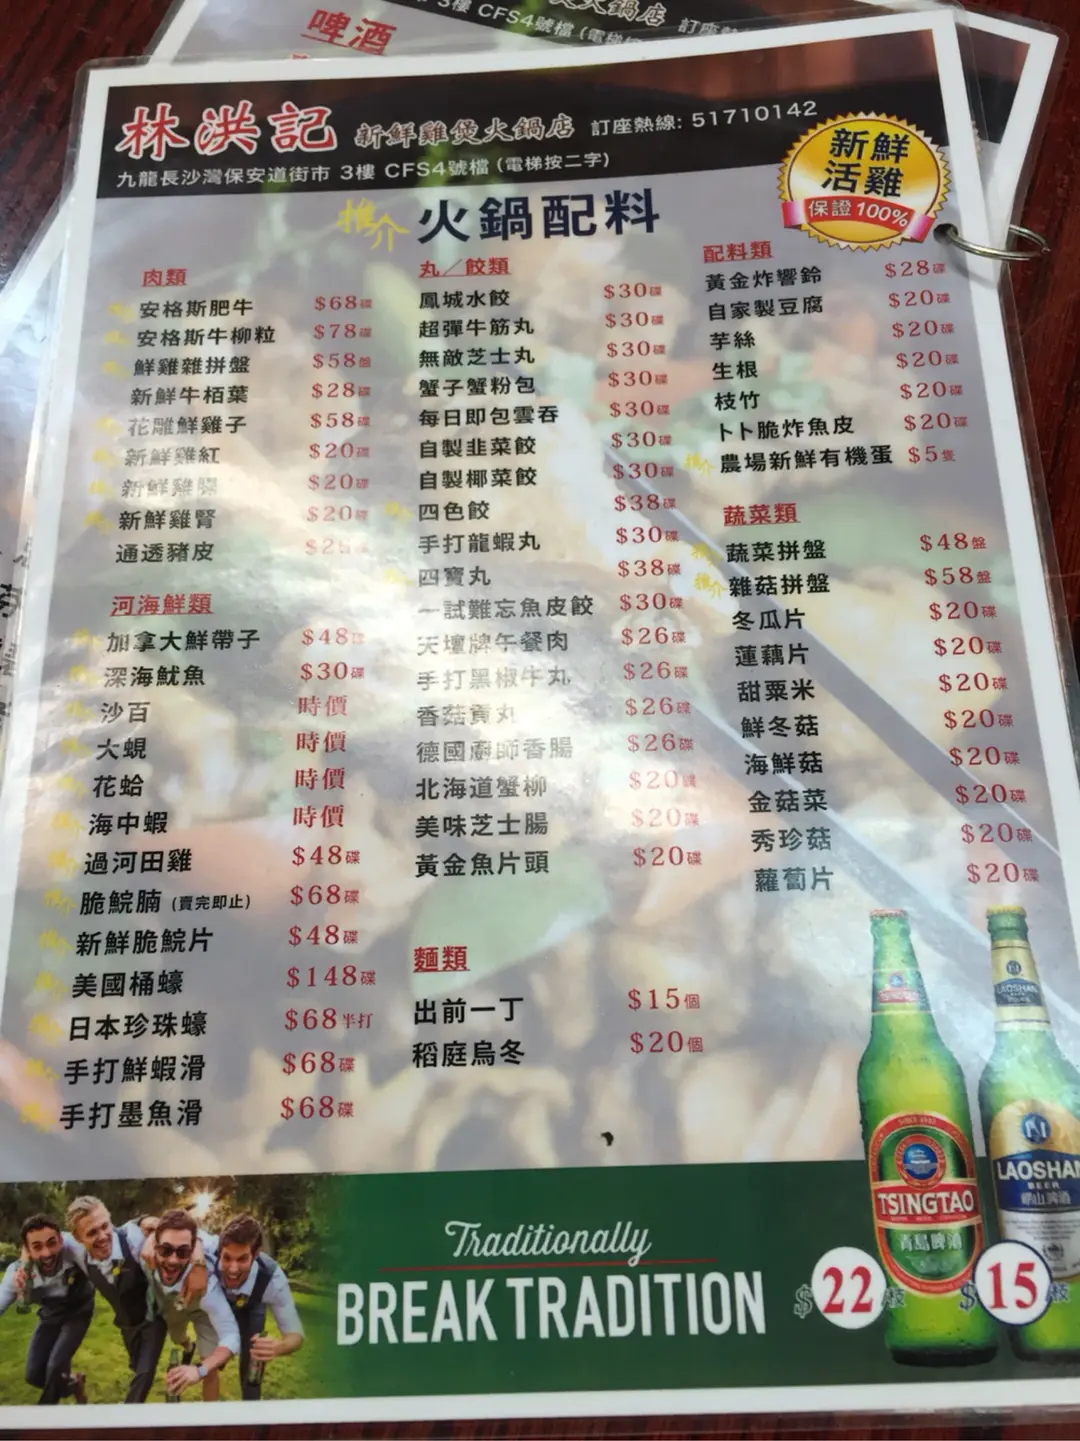 啤酒
3樓 CFS4號檔
林洪記 新鮮雞煲火鍋店 訂座熱線: 51710142
九龍長沙灣保安道街市 3樓 CFS4號檔 (電梯按二字)
新鮮
活雞
保證100%
推介 火鍋配料
肉類
安格斯肥牛 $68碟
安格斯牛柳粒 $78碟
鮮雞雜拼盤 $58盤
新鮮牛栢葉 $28碟
花雕鮮雞子 $58碟
新鮮雞紅 $20碟
新鮮雞腸 $20碟
新鮮雞腎 $20碟
通透豬皮
河海鮮類
加拿大鮮帶子 $48碟
深海魷魚 $30碟
沙百 時價
大蜆 時價
花蛤 時價
海中蝦 時價
過河田雞 $48碟
脆鯇腩 (賣完即止) $68碟
新鮮脆鯇片 $48碟
美國桶蠔 $148碟
日本珍珠蠔 $68半打
手打鮮蝦滑 $68碟
手打墨魚滑 $68碟
丸／餃類
鳳城水餃 $30碟
超彈牛筋丸 $30碟
無敵芝士丸 $30碟
蟹子蟹粉包 $30碟
每日即包雲吞 $30碟
自製韭菜餃 $30碟
自製椰菜餃 $30碟
四色餃 $38碟
手打龍蝦丸 $30碟
四寶丸 $38碟
一試難忘魚皮餃 $30碟
天壇牌午餐肉 $26碟
手打黑椒牛丸 $26碟
香菇貢丸 $26碟
德國廚師香腸 $26碟
北海道蟹柳 $20碟
美味芝士腸 $20碟
黃金魚片頭 $20碟
麵類
出前一丁 $15個
稻庭烏冬 $20個
配料類
黃金炸響鈴 $28碟
自家製豆腐 $20碟
芋絲 $20碟
生根 $20碟
枝竹 $20碟
卜卜脆炸魚皮 $20碟
推介 農場新鮮有機蛋 $5隻
蔬菜類
推介 蔬菜拼盤 $48盤
推介 雜菇拼盤 $58盤
冬瓜片 $20碟
蓮藕片 $20碟
甜粟米 $20碟
鮮冬菇 $20碟
海鮮菇 $20碟
金菇菜 $20碟
秀珍菇 $20碟
蘿蔔片 $20碟
TSINGTAO
青島啤酒
LAOSHAN
BEER
嶗山啤酒
Traditionally
BREAK TRADITION
$22枝
$15枝